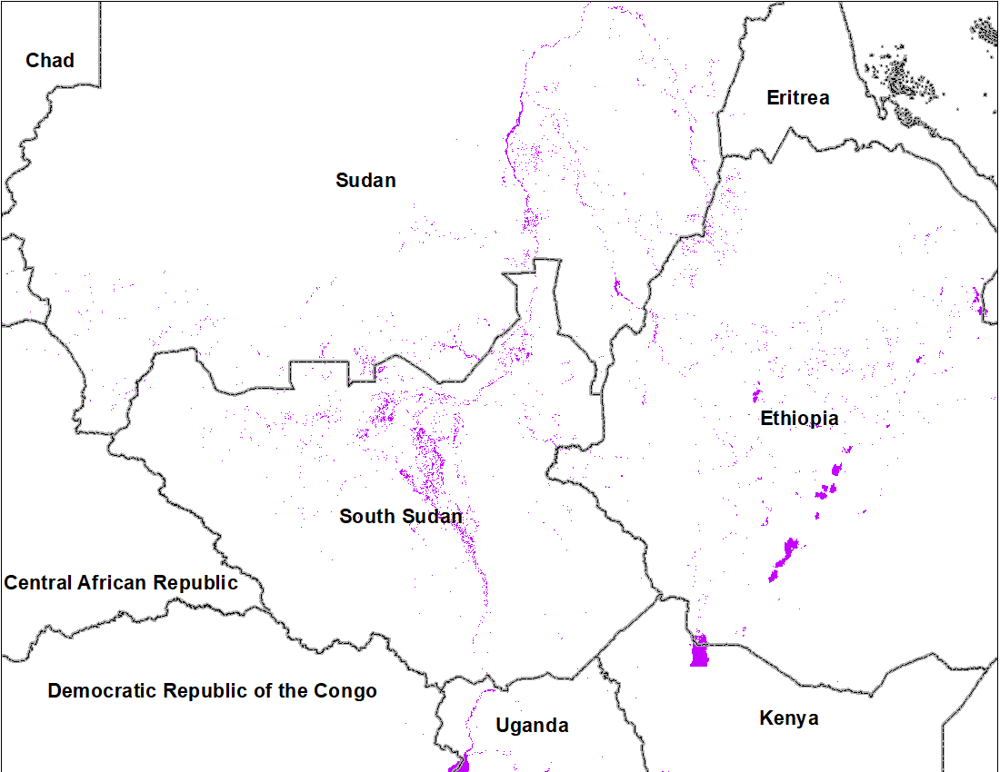 Chad
Eritrea
Sudan
Ethiopia
South Sudan
Central African Republic
Democratic Republic of the Congo
Uganda
Kenya